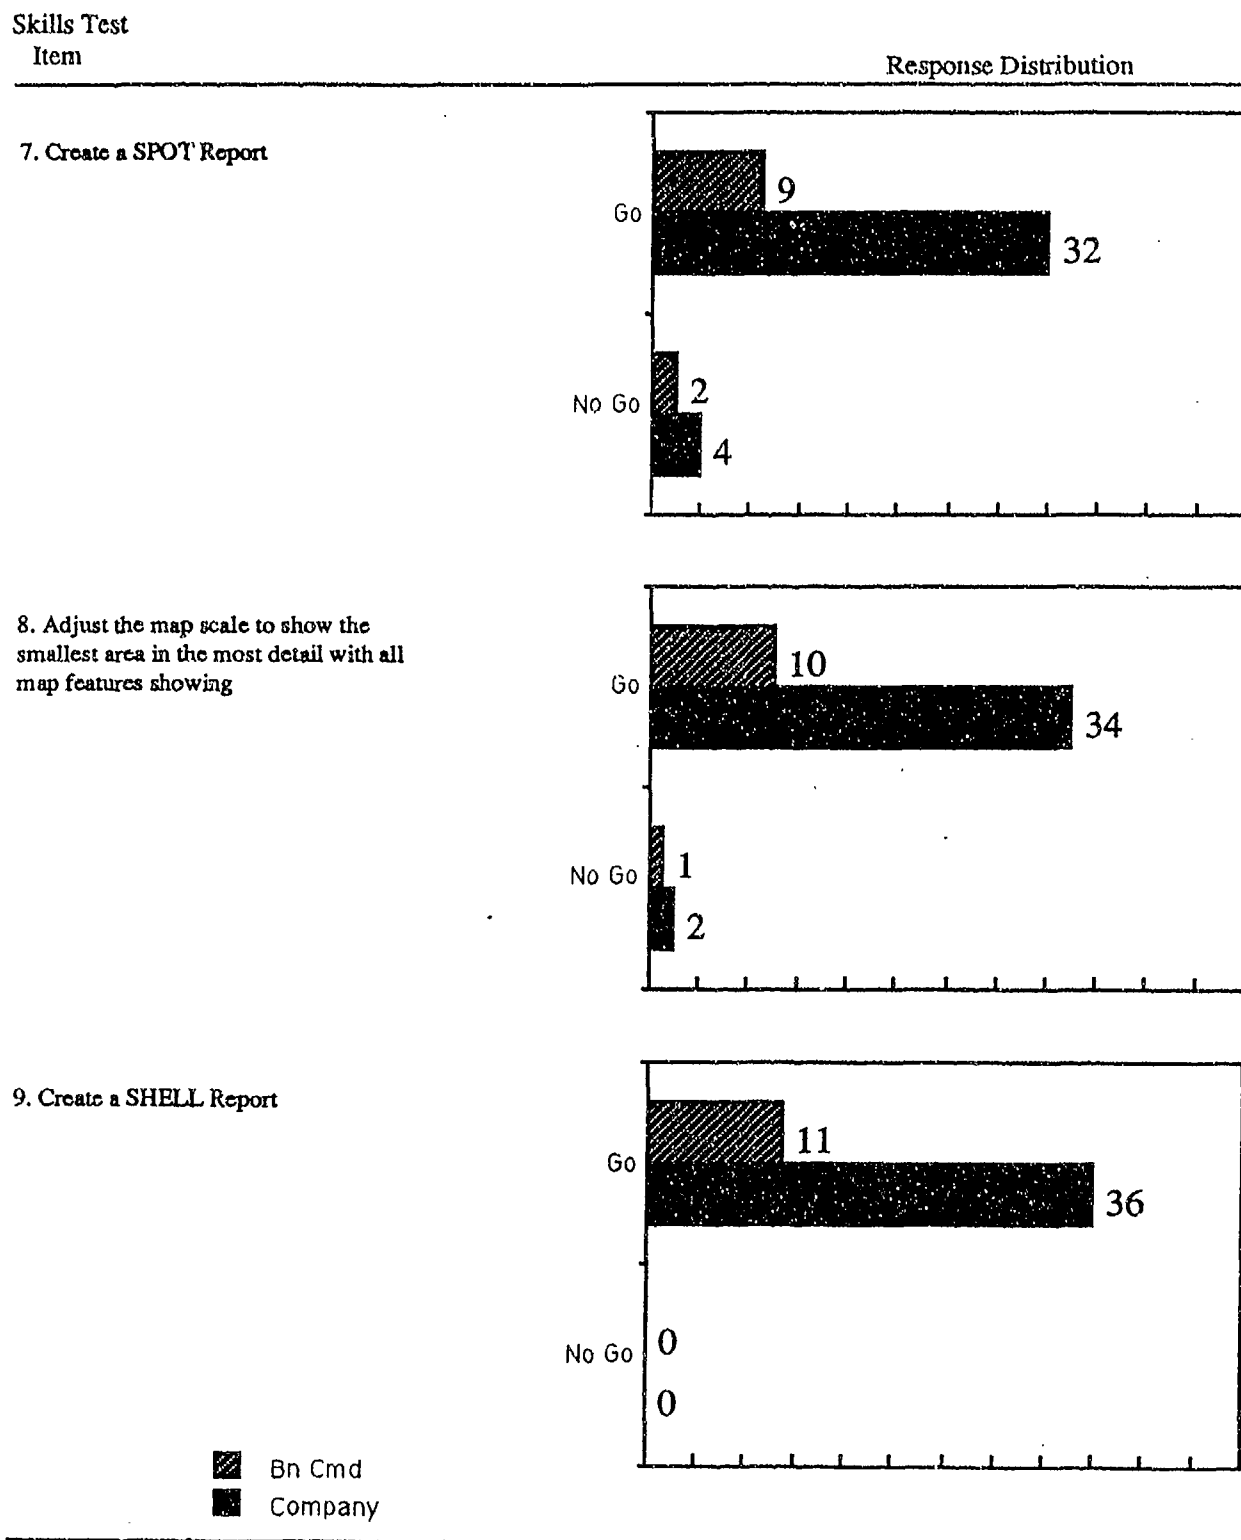 Skills Test
Item
Response Distribution
7. Create a SPOT Report
Go
9
32
No Go
2
4
8. Adjust the map scale to show the
smallest area in the most detail with all
map features showing
Go
10
34
No Go
1
2
9. Create a SHELL Report
Go
11
36
No Go
0
0
Bn Cmd
Company